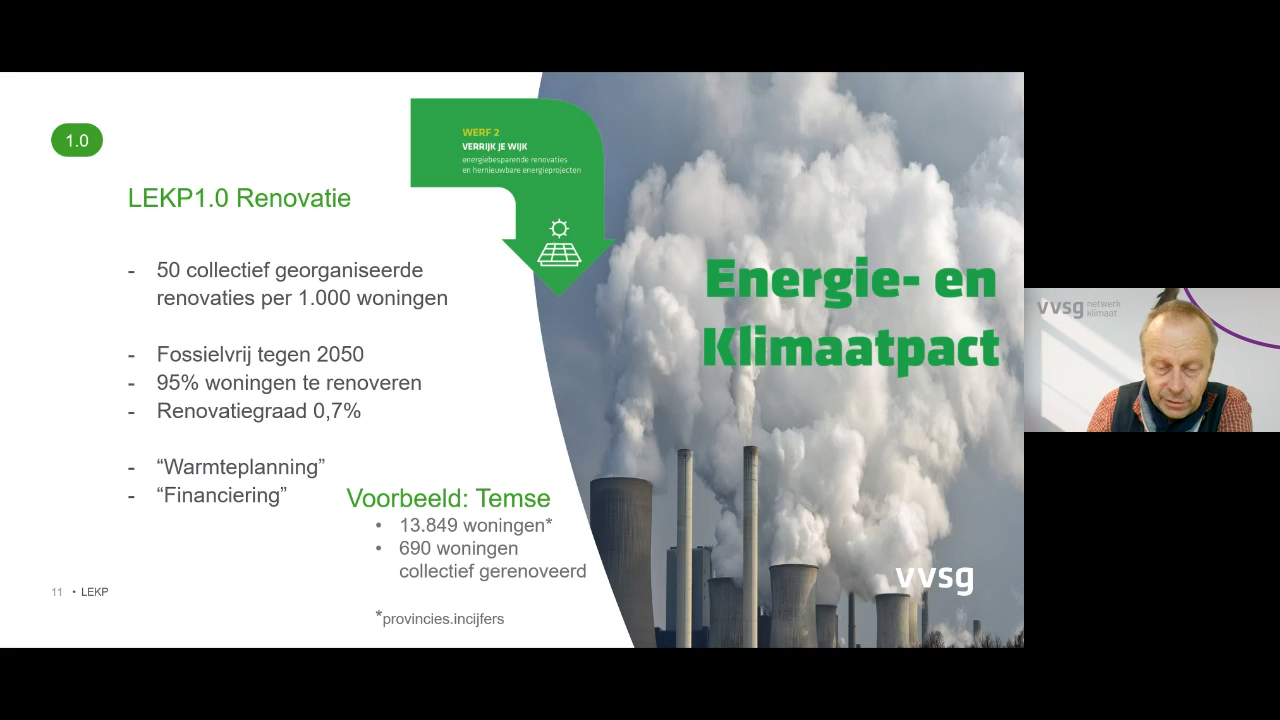 1.0
WERF 2
VERRIJK JE WIJK
energiebesparende renovaties
en hernieuwbare energieprojecten
LEKP1.0 Renovatie
- 50 collectief georganiseerde
renovaties per 1.000 woningen
- Fossielvrij tegen 2050
- 95% woningen te renoveren
- Renovatiegraad 0,7%
- “Warmteplanning”
- “Financiering”
Voorbeeld: Temse
• 13.849 woningen*
• 690 woningen
collectief gerenoveerd
*provincies.incijfers
11 • LEKP
Energie- en
Klimaatpact
vvsg
vvsg netwerk
klimaat